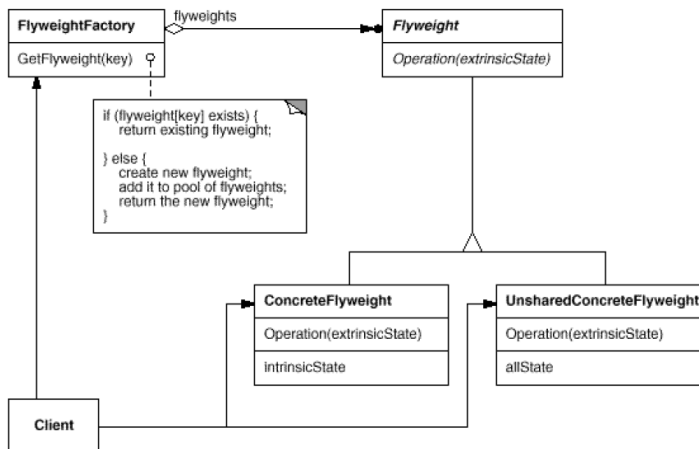 FlyweightFactory
flyweights
Flyweight
GetFlyweight(key)
Operation(extrinsicState)
if (flyweight[key] exists) {
return existing flyweight;
} else {
create new flyweight;
add it to pool of flyweights;
return the new flyweight;
}
ConcreteFlyweight
Operation(extrinsicState)
intrinsicState
UnsharedConcreteFlyweight
Operation(extrinsicState)
allState
Client